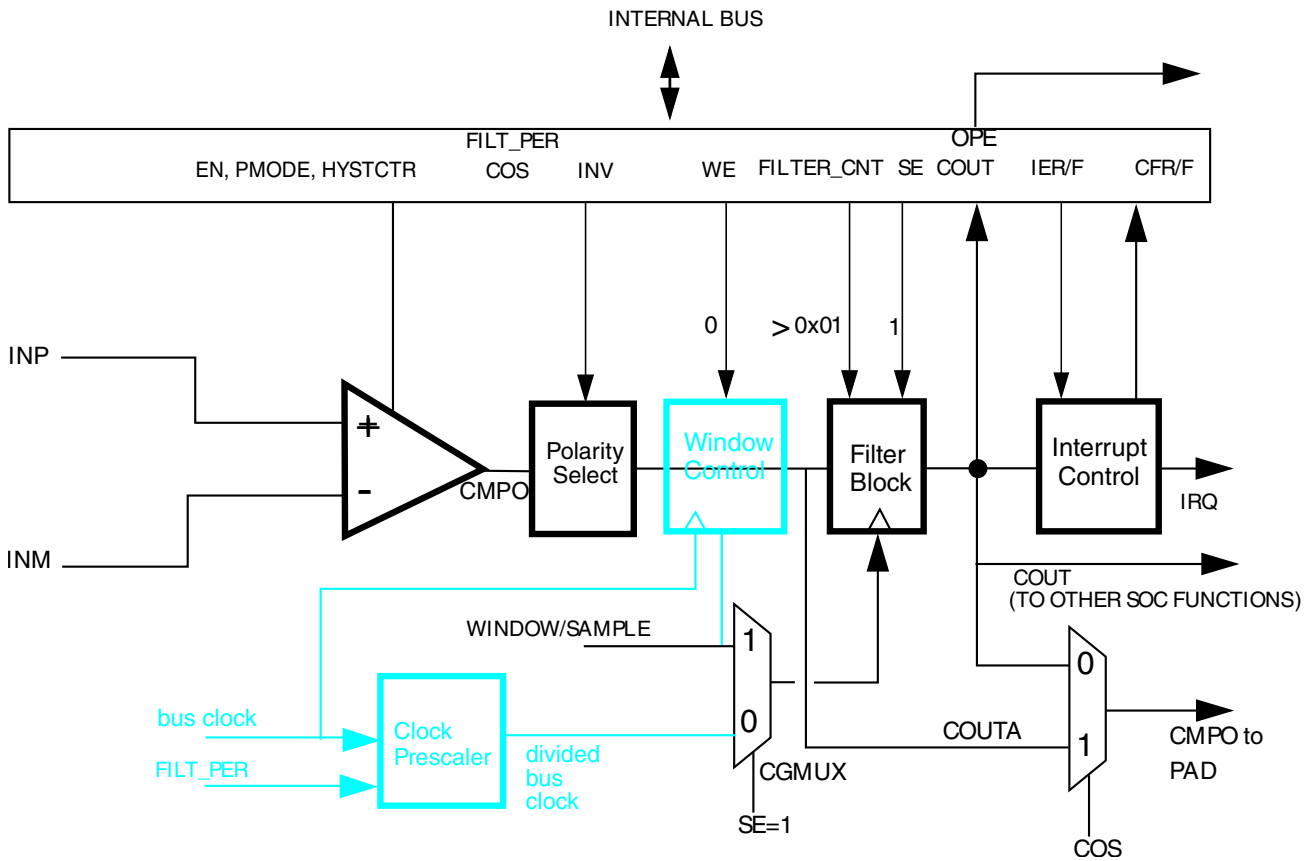 INTERNAL BUS
FILT_PER
OPE
EN, PMODE, HYSTCTR
COS
INV
WE
FILTER_CNT
SE
COUT
IER/F
CFR/F
0
> 0x01
1
INP
+
-
INM
CMPO
Polarity
Select
Window
Control
Filter
Block
Interrupt
Control
IRQ
COUT
(TO OTHER SOC FUNCTIONS)
WINDOW/SAMPLE
1
0
CGMUX
SE=1
bus clock
FILT_PER
Clock
Prescaler
divided
bus
clock
COUTA
0
1
CMPO to
PAD
COS